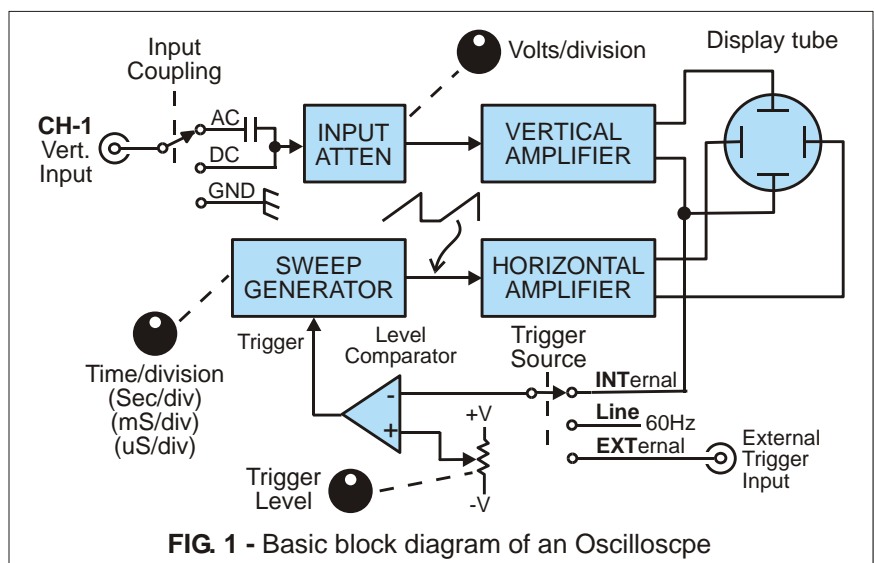 Input
Coupling
Volts/division
Display tube
CH-1
Vert.
Input
AC
DC
GND
INPUT
ATTEN
VERTICAL
AMPLIFIER
SWEEP
GENERATOR
HORIZONTAL
AMPLIFIER
Trigger
Level
Comparator
Trigger
Source
Time/division
(Sec/div)
(mS/div)
(uS/div)
-
+
+V
-V
INTernal
Line 60Hz
EXTernal
External
Trigger
Input
Trigger
Level
FIG. 1 - Basic block diagram of an Oscilloscpe